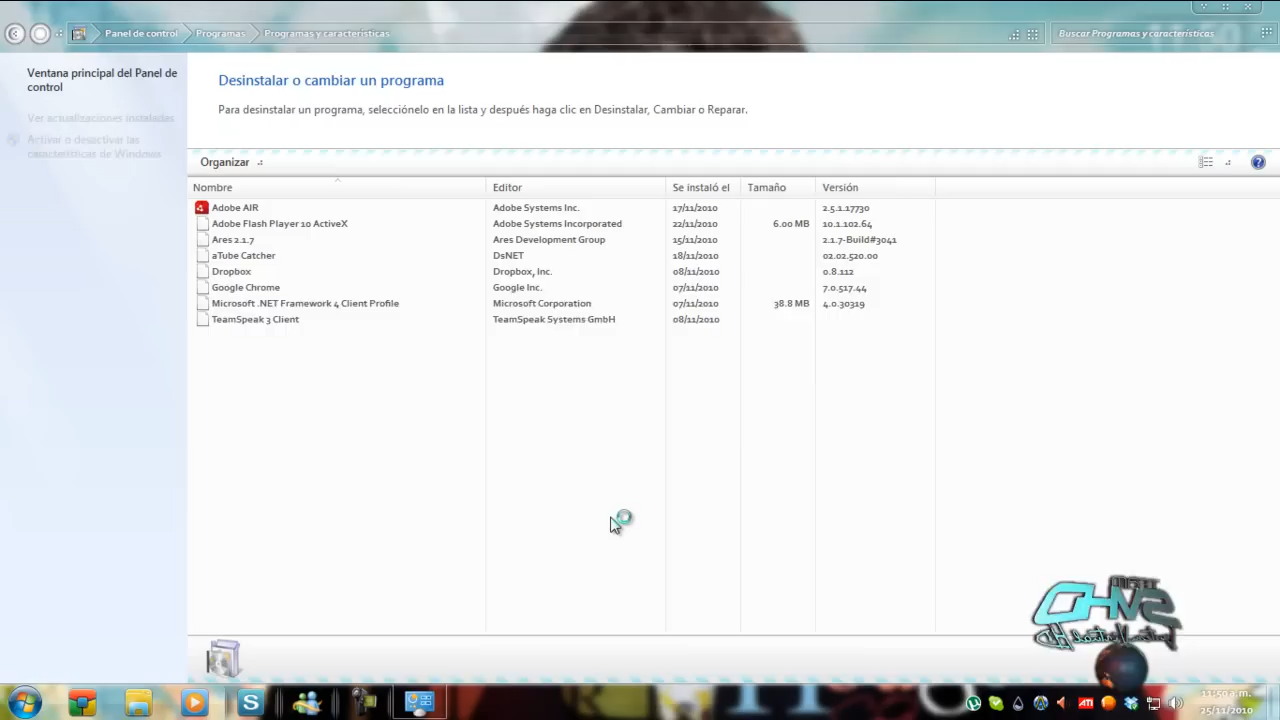 Panel de control
Programas
Programas y características
Buscar Programas y características
Ventana principal del Panel de
control
Ver actualizaciones instaladas
Activar o desactivar las
características de Windows
Desinstalar o cambiar un programa
Para desinstalar un programa, selecciónelo en la lista y después haga clic en Desinstalar, Cambiar o Reparar.
Organizar
Nombre Editor Se instaló el Tamaño Versión
Adobe AIR Adobe Systems Inc. 17/11/2010 2.5.1.17730
Adobe Flash Player 10 ActiveX Adobe Systems Incorporated 22/11/2010 6.00 MB 10.1.102.64
Ares 2.1.7 Ares Development Group 15/11/2010 2.1.7-Build#3041
aTube Catcher DsNET 18/11/2010 02.02.520.00
Dropbox Dropbox, Inc. 08/11/2010 0.8.112
Google Chrome Google Inc. 07/11/2010 7.0.517.44
Microsoft .NET Framework 4 Client Profile Microsoft Corporation 07/11/2010 38.8 MB 4.0.30319
TeamSpeak 3 Client TeamSpeak Systems GmbH 08/11/2010
ATI
11:50 a.m.
25/11/2010